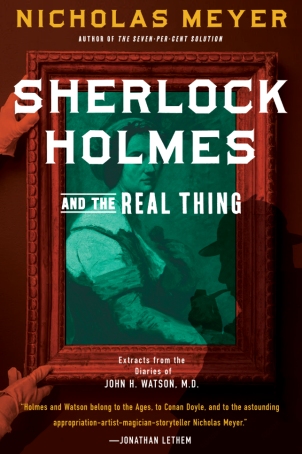 NICHOLAS MEYER
AUTHOR OF THE SEVEN-PER-CENT SOLUTION
SHERLOCK
HOLMES
AND THE REAL THING
Extracts from the
Diaries of
JOHN H. WATSON, M.D.
"Holmes and Watson belong to the Ages, to Conan Doyle, and to the astounding
appropriation-artist-magician-storyteller Nicholas Meyer."
—JONATHAN LETHEM